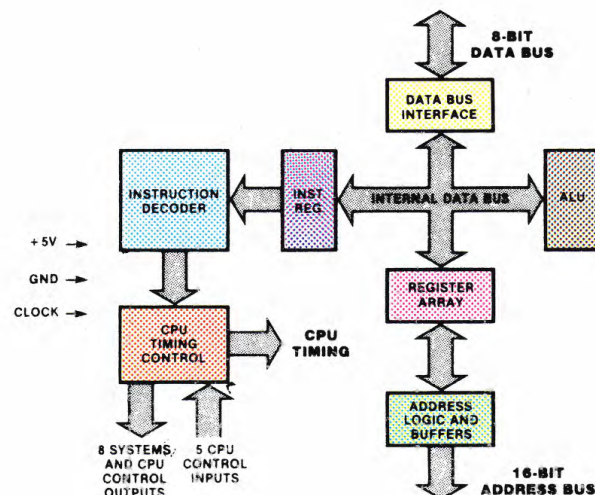 8-BIT
DATA BUS
DATA BUS
INTERFACE
INSTRUCTION
DECODER
INST
REG
INTERNAL DATA BUS
ALU
+5V
GND
CLOCK
REGISTER
ARRAY
CPU
TIMING
CONTROL
CPU
TIMING
ADDRESS
LOGIC AND
BUFFERS
8 SYSTEMS
AND CPU
CONTROL
OUTPUTS
5 CPU
CONTROL
INPUTS
16-BIT
ADDRESS BUS